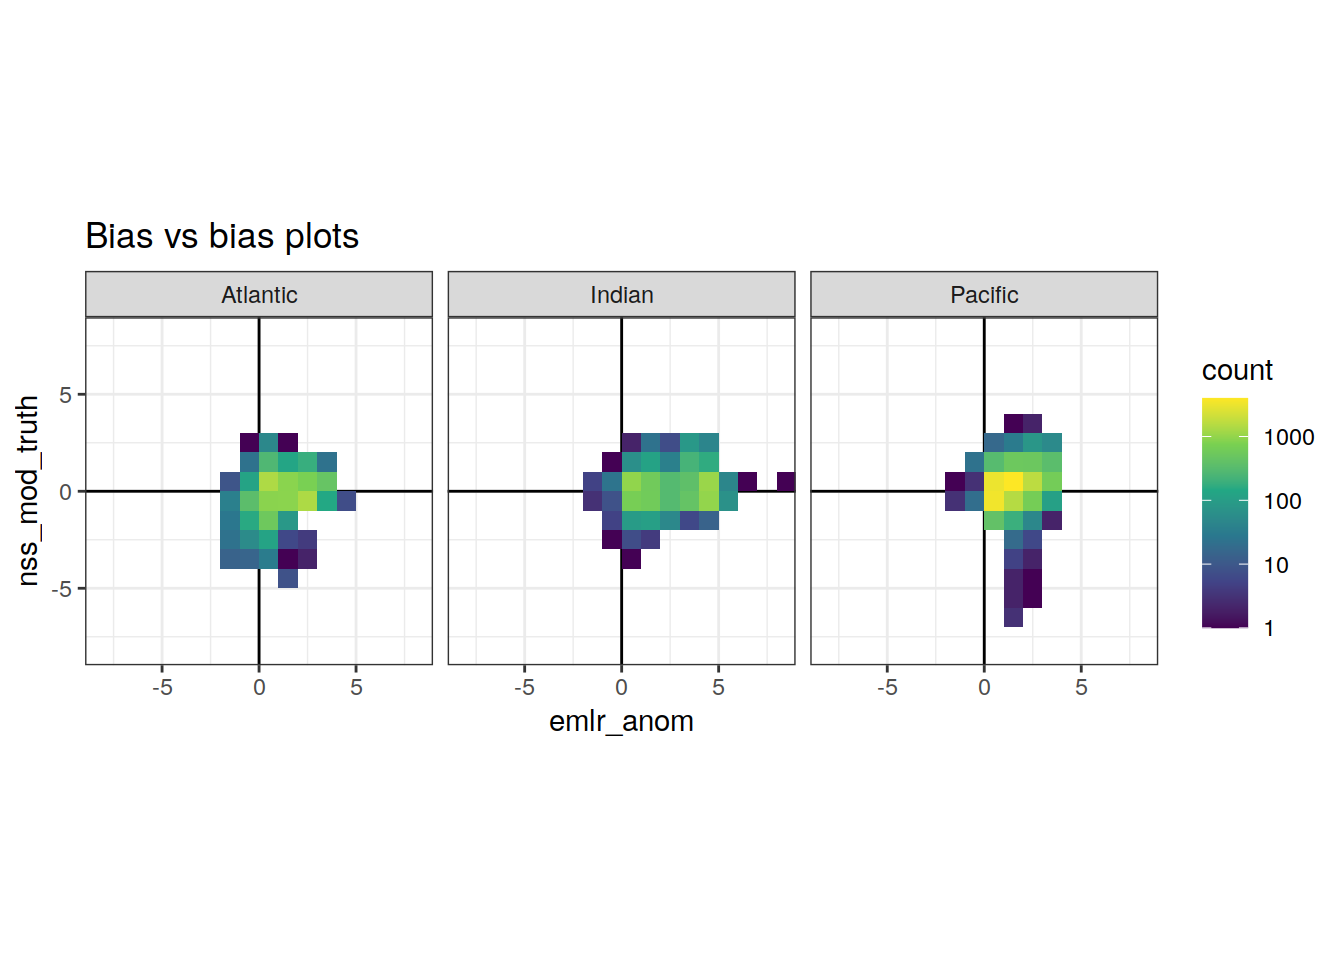 Bias vs bias plots
Atlantic
Indian
Pacific
nss_mod_truth
5
0
-5
-5 0 5
-5 0 5
-5 0 5
emlr_anom
count
1000
100
10
1